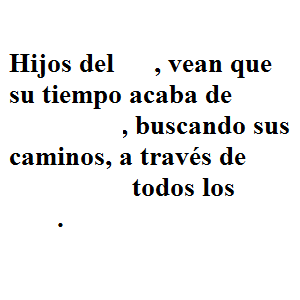 Hijos del , vean que
su tiempo acaba de
, buscando sus
caminos, a través de
todos los
.